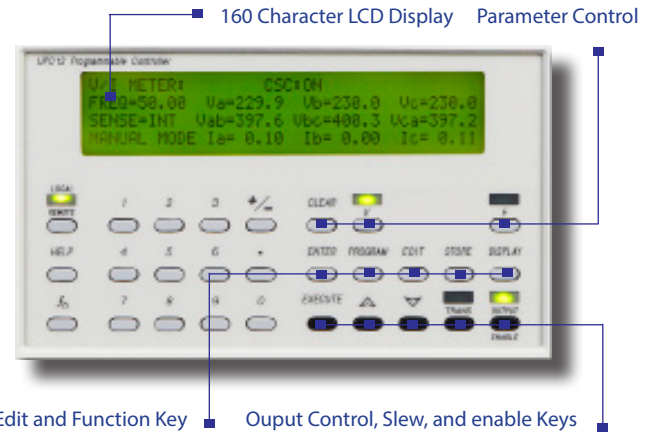 160 Character LCD Display
Parameter Control
UPC12 Programmable Controller
V/I METER: CSC:ON
FREQ=50.00 Va=229.9 Vb=230.0 Vc=230.0
SENSE=INT Vab=397.6 Vbc=400.3 Vca=397.2
MANUAL MODE Ia= 0.10 Ib= 0.00 Ic= 0.11
LOCAL
REMOTE
1 2 3 +/- CLEAR V F
HELP 4 5 6 . ENTER PROGRAM EDIT STORE DISPLAY
7 8 9 0 EXECUTE
TRANS
OUTPUT
ENABLE
Edit and Function Key
Ouput Control, Slew, and enable Keys